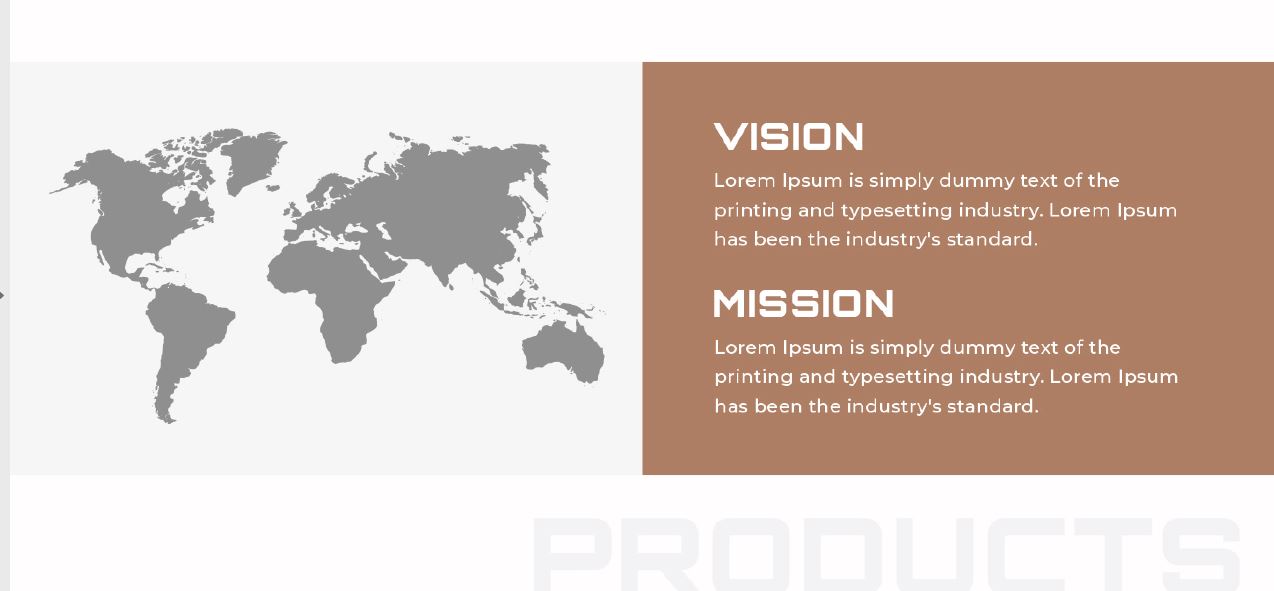 VISION
Lorem Ipsum is simply dummy text of the
printing and typesetting industry. Lorem Ipsum
has been the industry's standard.
MISSION
Lorem Ipsum is simply dummy text of the
printing and typesetting industry. Lorem Ipsum
has been the industry's standard.
PRODUCTS